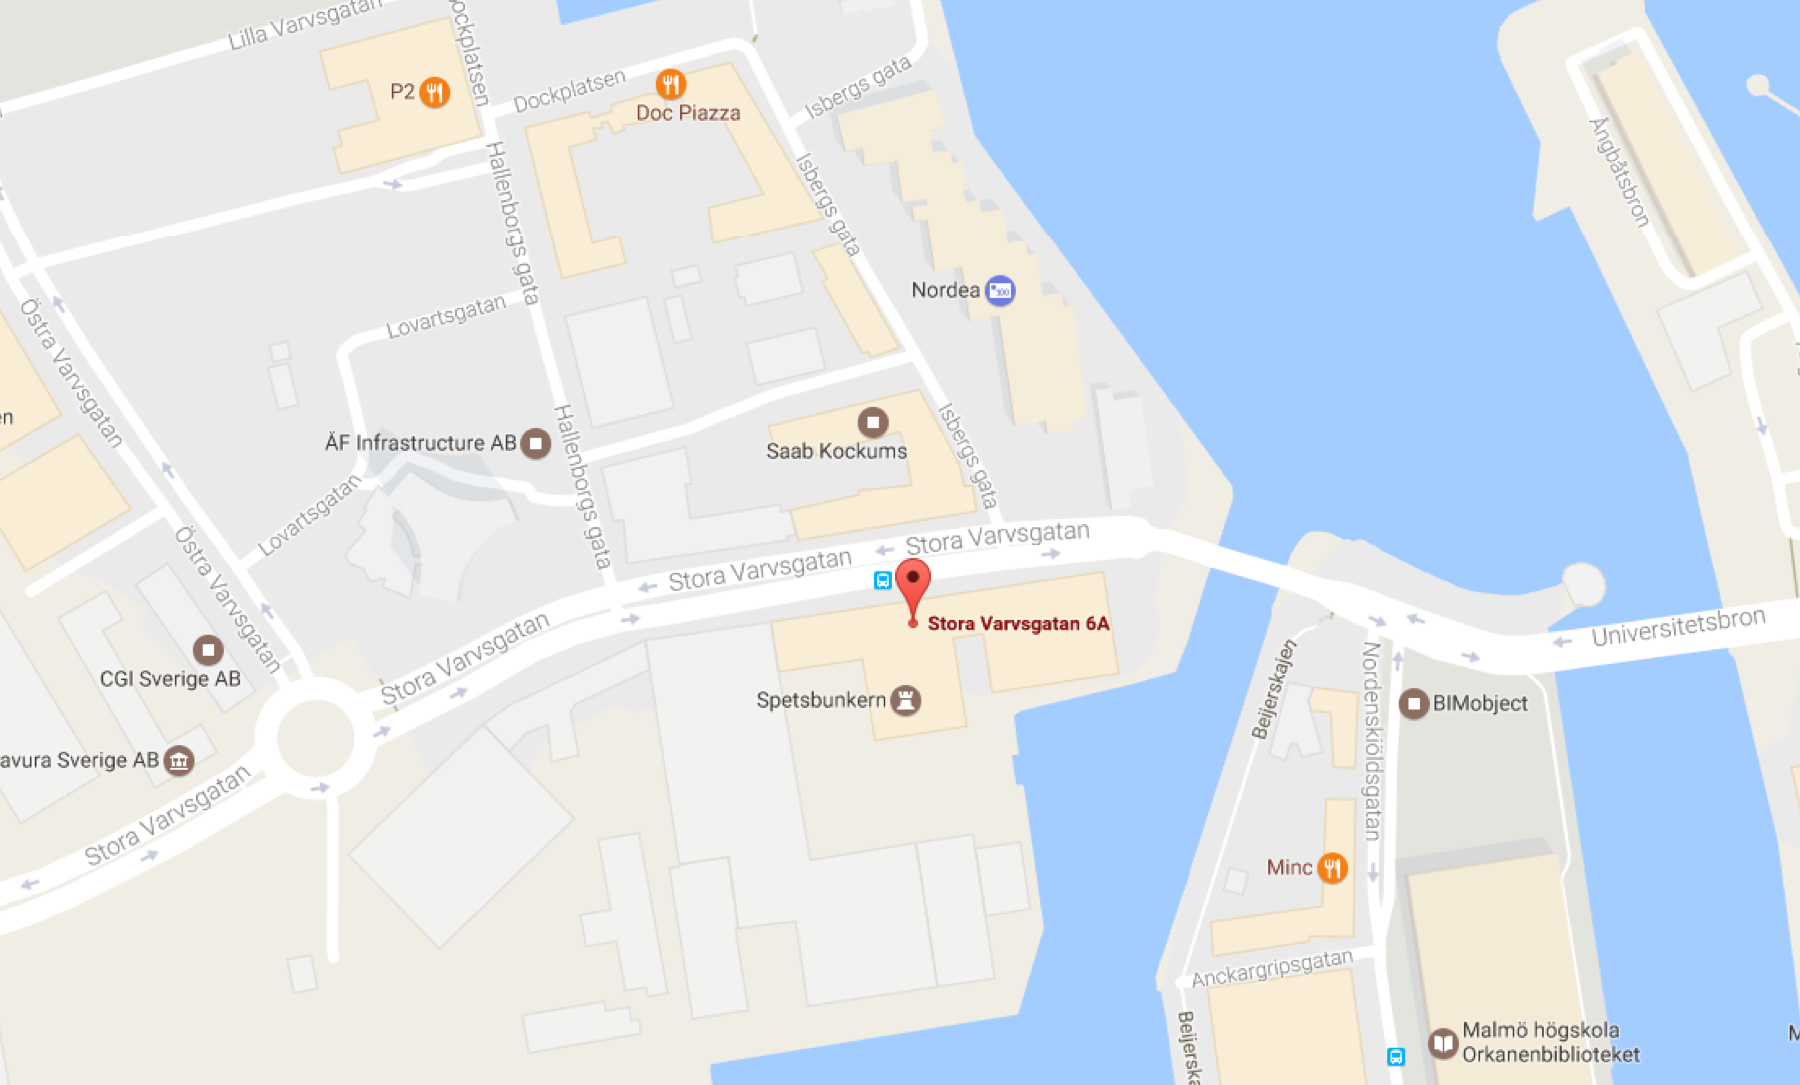 Lilla Varvsgatan
Dockplatsen
P2
Dockplatsen
Doc Piazza
Isbergs gata
Ångbåtsbron
Hallenborgs gata
Isbergs gata
Nordea
Lovartsgatan
Östra Varvsgatan
en
Hallenborgs gata
ÄF Infrastructure AB
Saab Kockums
Isbergs gata
Lovartsgatan
Östra Varvsgatan
Stora Varvsgatan
Stora Varvsgatan
Stora Varvsgatan 6A
Universitetsbron
Stora Varvsgatan
CGI Sverige AB
Spetsbunkern
Beijerskajen
Nordenskiöldsgatan
BIMobject
avura Sverige AB
Stora Varvsgatan
Minc
Anckargripsgatan
Beijerska
Malmö högskola
Orkanenbiblioteket
M